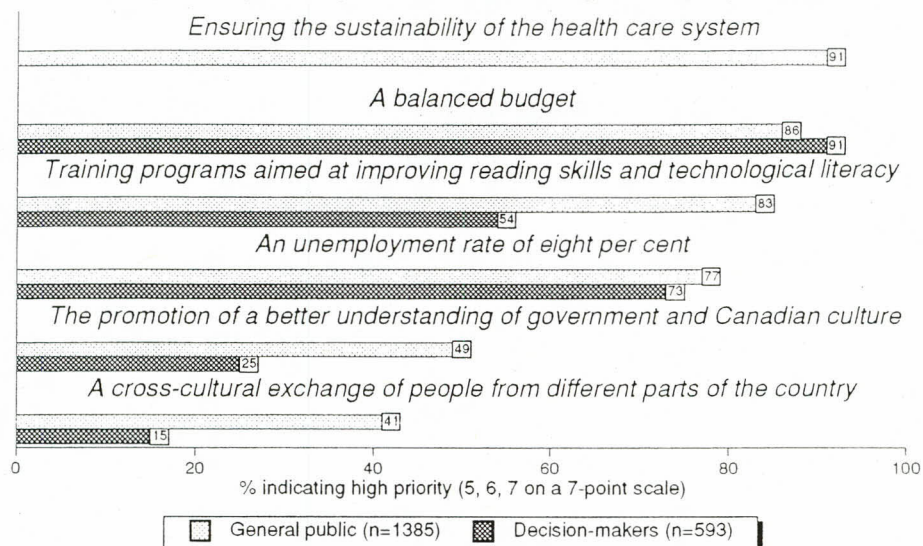 Ensuring the sustainability of the health care system
91
A balanced budget
86
91
Training programs aimed at improving reading skills and technological literacy
83
54
An unemployment rate of eight per cent
77
73
The promotion of a better understanding of government and Canadian culture
49
25
A cross-cultural exchange of people from different parts of the country
41
15
0 20 40 60 80 100
% indicating high priority (5, 6, 7 on a 7-point scale)
General public (n=1385) Decision-makers (n=593)